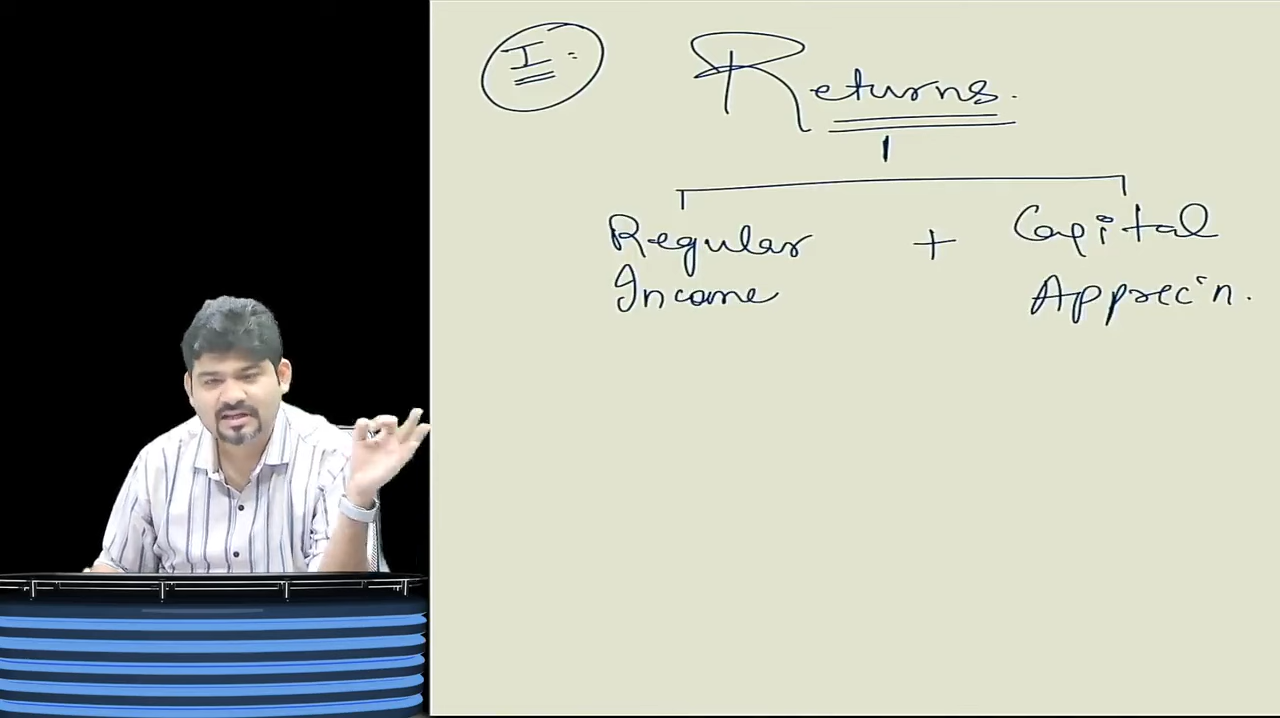 I:
Returns.
Regular + Capital
Income Apprec'n.